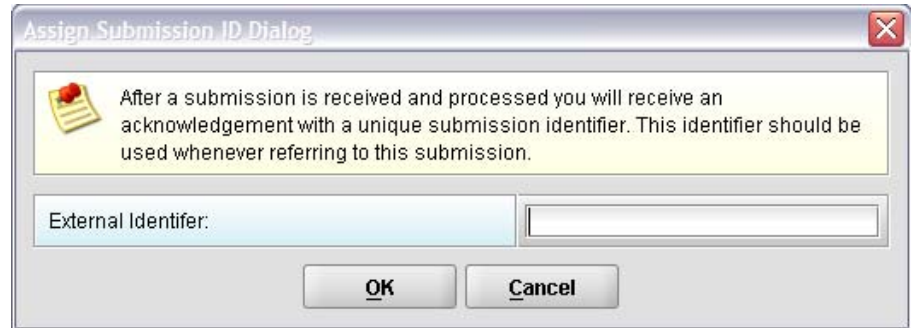 Assign Submission ID Dialog
After a submission is received and processed you will receive an
acknowledgement with a unique submission identifier. This identifier should be
used whenever referring to this submission.
External Identifer:
OK
Cancel